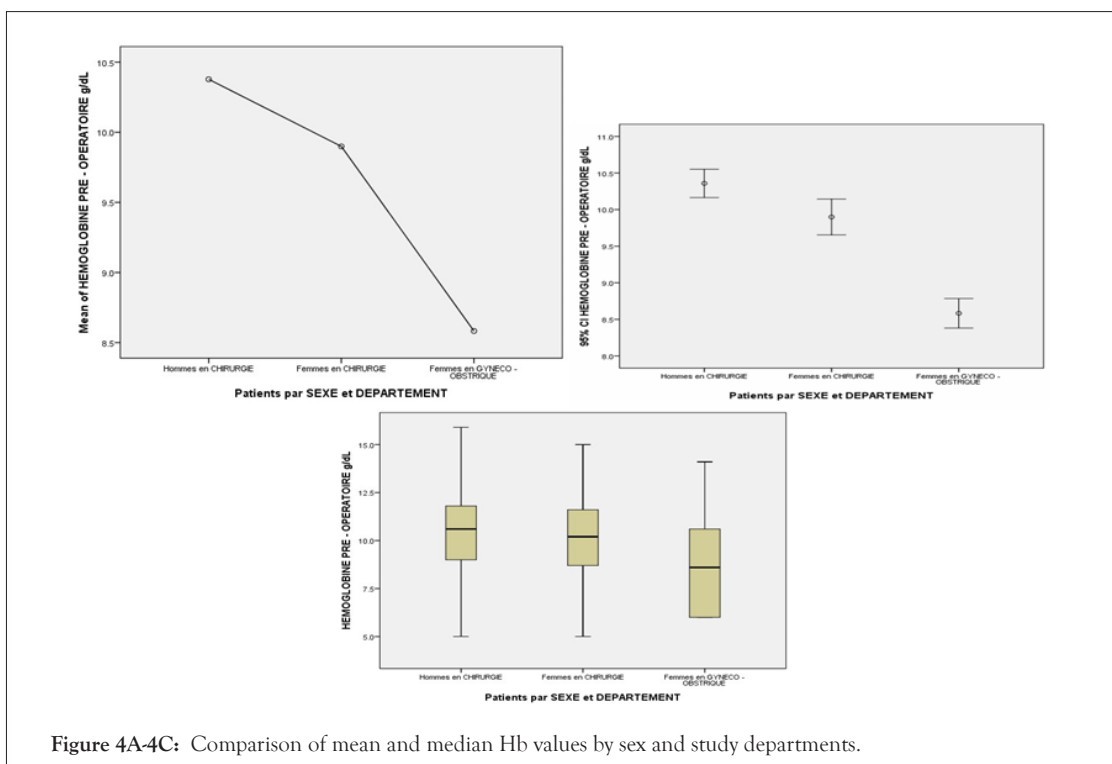 Mean of HEMOGLOBINE PRE - OPERATOIRE g/dL
10.5
10.0
9.5
9.0
8.5
Hommes en CHIRURGIE
Femmes en CHIRURGIE
Femmes en GYNECO -
OBSTRIQUE
Patients par SEXE et DEPARTEMENT
95% CI HEMOGLOBINE PRE - OPERATOIRE g/dL
11.0
10.5
10.0
9.5
9.0
8.5
8.0
Hommes en CHIRURGIE
Femmes en CHIRURGIE
Femmes en GYNECO -
OBSTRIQUE
Patients par SEXE et DEPARTEMENT
HEMOGLOBINE PRE - OPERATOIRE g/dL
15.0
12.5
10.0
7.5
5.0
Hommes en CHIRURGIE
Femmes en CHIRURGIE
Femmes en GYNECO -
OBSTRIQUE
Patients par SEXE et DEPARTEMENT
Figure 4A-4C: Comparison of mean and median Hb values by sex and study departments.